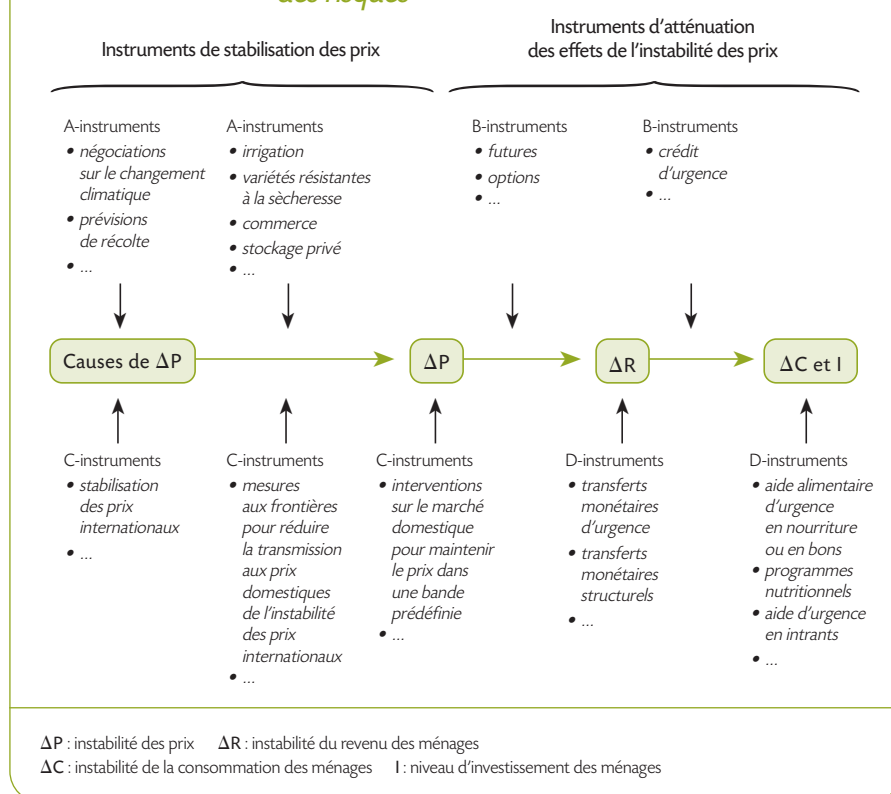 des risques
Instruments de stabilisation des prix
Instruments d'atténuation
des effets de l'instabilité des prix
A-instruments
• négociations
sur le changement
climatique
• prévisions
de récolte
• ...
A-instruments
• irrigation
• variétés résistantes
à la sècheresse
• commerce
• stockage privé
• ...
B-instruments
• futures
• options
• ...
B-instruments
• crédit
d'urgence
• ...
Causes de ΔP
ΔP
ΔR
ΔC et I
C-instruments
• stabilisation
des prix
internationaux
• ...
C-instruments
• mesures
aux frontières
pour réduire
la transmission
aux prix
domestiques
de l'instabilité
des prix
internationaux
• ...
C-instruments
• interventions
sur le marché
domestique
pour maintenir
le prix dans
une bande
prédéfinie
• ...
D-instruments
• transferts
monétaires
d'urgence
• transferts
monétaires
structurels
• ...
D-instruments
• aide alimentaire
d'urgence
en nourriture
ou en bons
• programmes
nutritionnels
• aide d'urgence
en intrants
• ...
ΔP : instabilité des prix ΔR : instabilité du revenu des ménages
ΔC : instabilité de la consommation des ménages I : niveau d'investissement des ménages